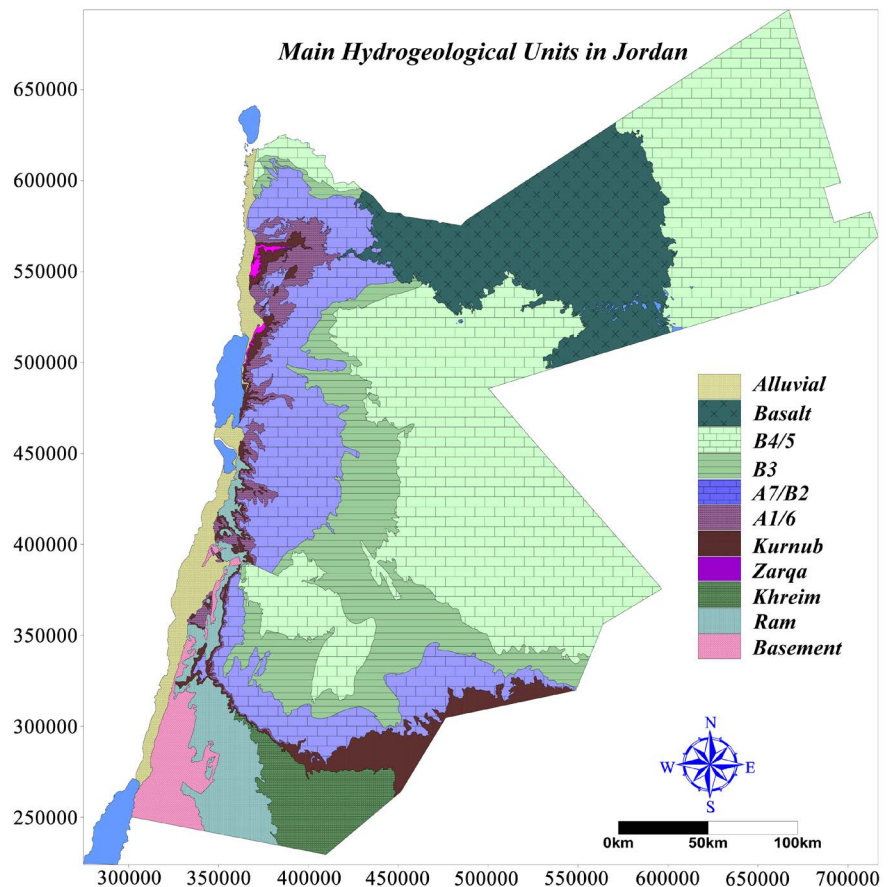 Main Hydrogeological Units in Jordan
650000
600000
550000
500000
450000
400000
350000
300000
250000
Alluvial
Basalt
B4/5
B3
A7/B2
A1/6
Kurnub
Zarqa
Khreim
Ram
Basement
N
W E
S
0km 50km 100km
300000 350000 400000 450000 500000 550000 600000 650000 700000